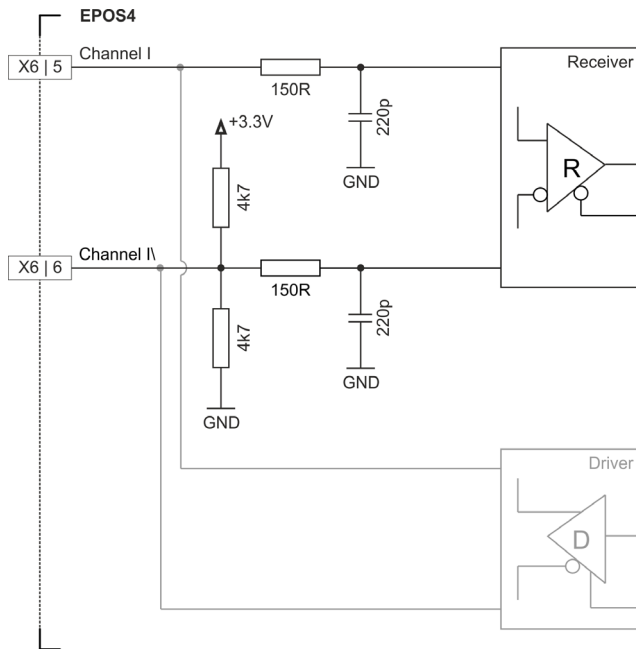 EPOS4
X6 | 5
Channel I
150R
220p
GND
Receiver
R
+3.3V
4k7
X6 | 6
Channel I\
150R
4k7
GND
220p
GND
Driver
D